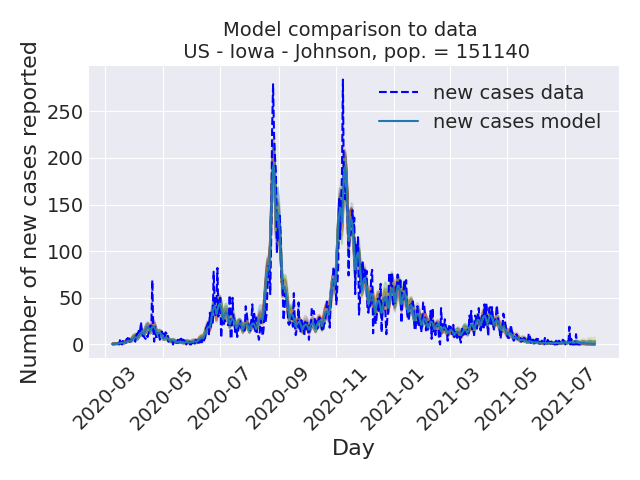 Model comparison to data
US - Iowa - Johnson, pop. = 151140
Number of new cases reported
250
200
150
100
50
0
new cases data
new cases model
2020-03
2020-05
2020-07
2020-09
2020-11
2021-01
2021-03
2021-05
2021-07
Day